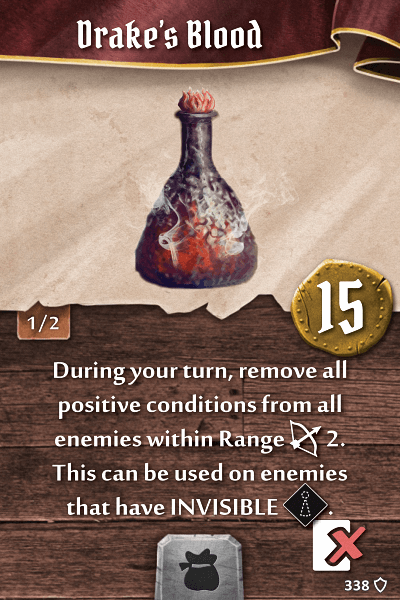 Drake's Blood
15
1/2
During your turn, remove all
positive conditions from all
enemies within Range 2.
This can be used on enemies
that have INVISIBLE .
338